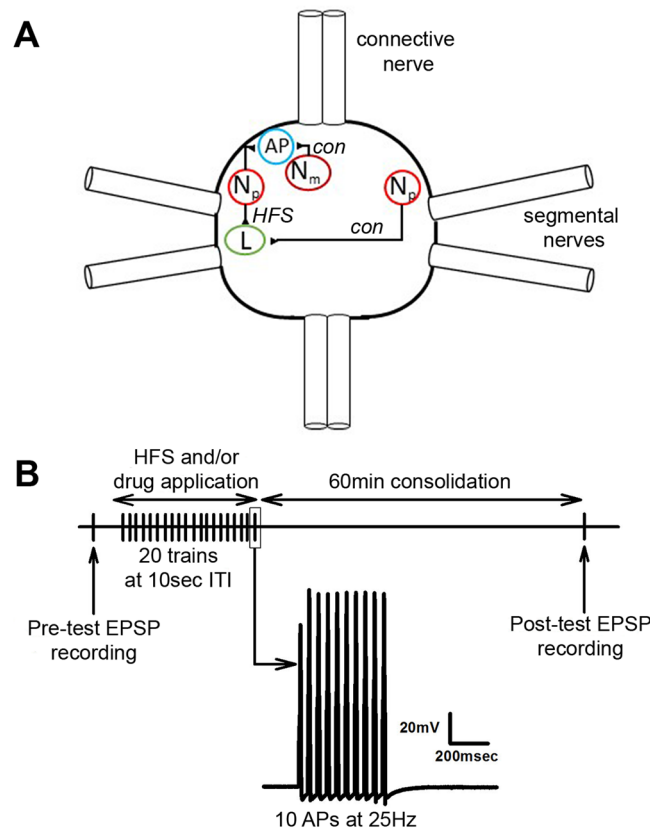 A
connective
nerve
AP
con
Nm
Np
Np
HFS
con
L
segmental
nerves
B
HFS and/or
drug application
60min consolidation
20 trains
at 10sec ITI
Pre-test EPSP
recording
Post-test EPSP
recording
20mV
200msec
10 APs at 25Hz